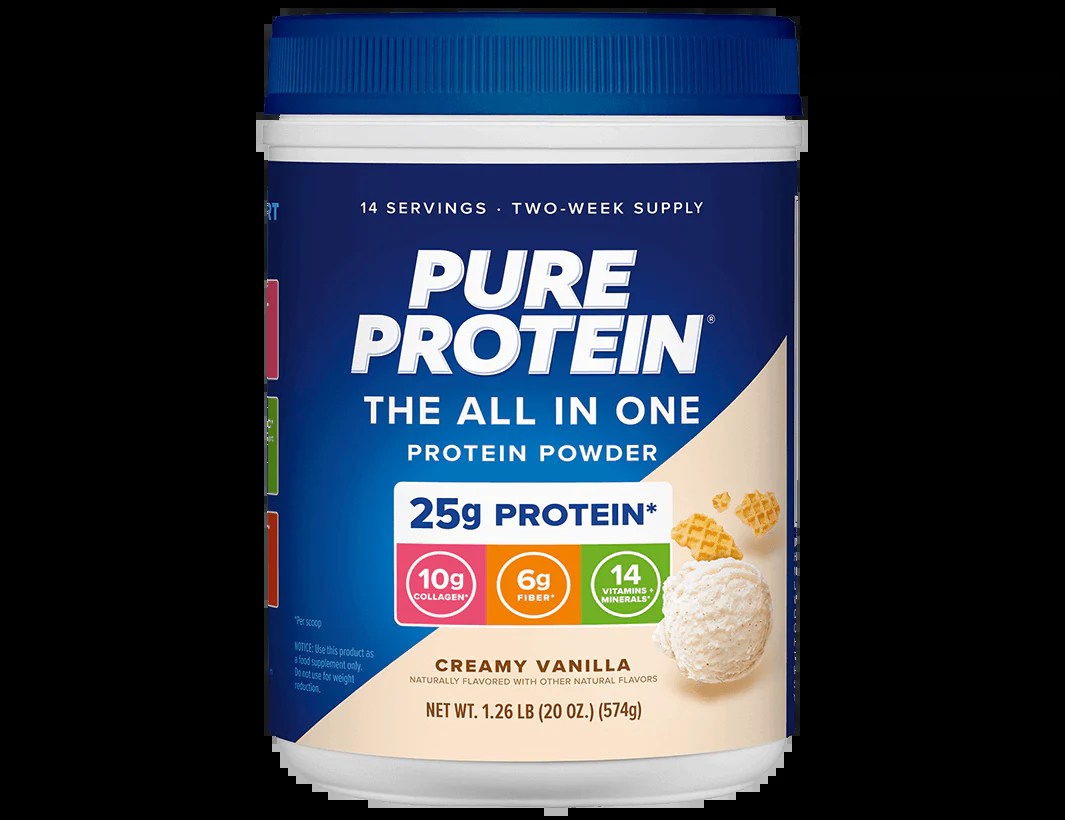 14 SERVINGS · TWO-WEEK SUPPLY
PURE
PROTEIN®
THE ALL IN ONE
PROTEIN POWDER
25g PROTEIN*
10g
COLLAGEN*
6g
FIBER*
14
VITAMINS +
MINERALS*
*Per scoop
NOTICE: Use this product as
a food supplement only.
Do not use for weight
reduction.
CREAMY VANILLA
NATURALLY FLAVORED WITH OTHER NATURAL FLAVORS
NET WT. 1.26 LB (20 OZ.) (574g)